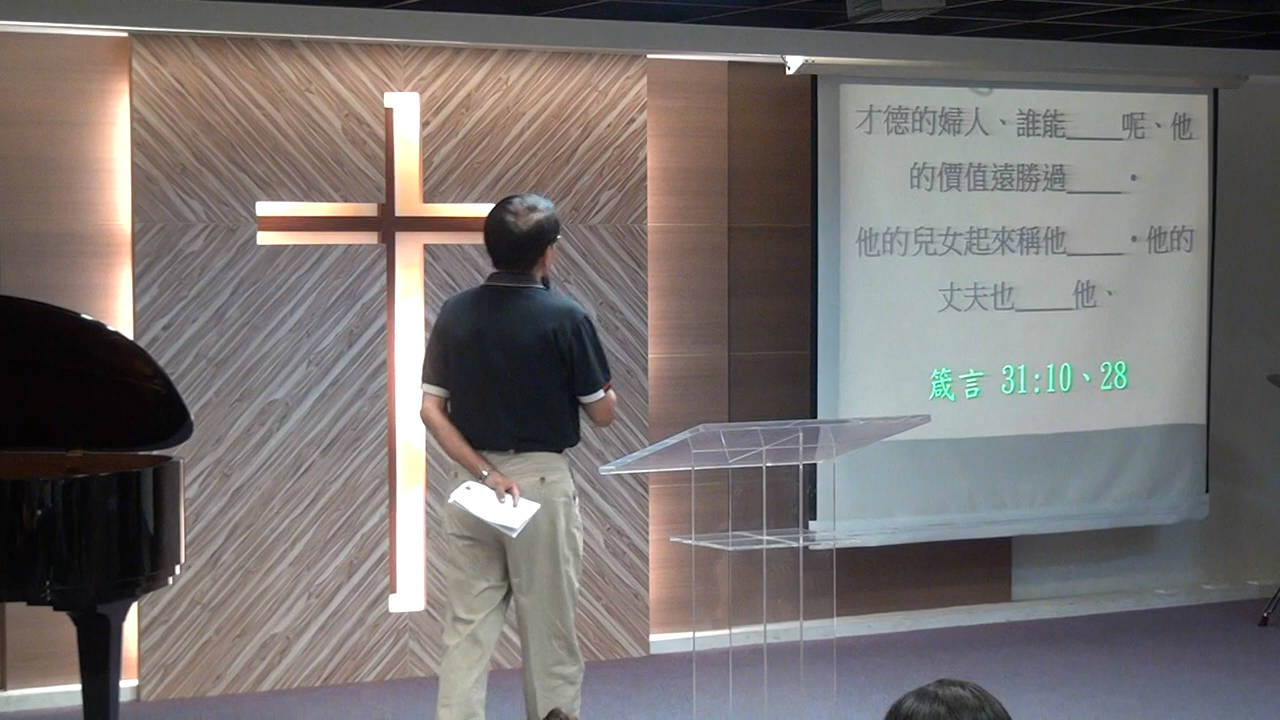 才德的婦人、誰能____呢、他
的價值遠勝過____。
他的兒女起來稱他____。他的
丈夫也____他、
箴言 31:10、28